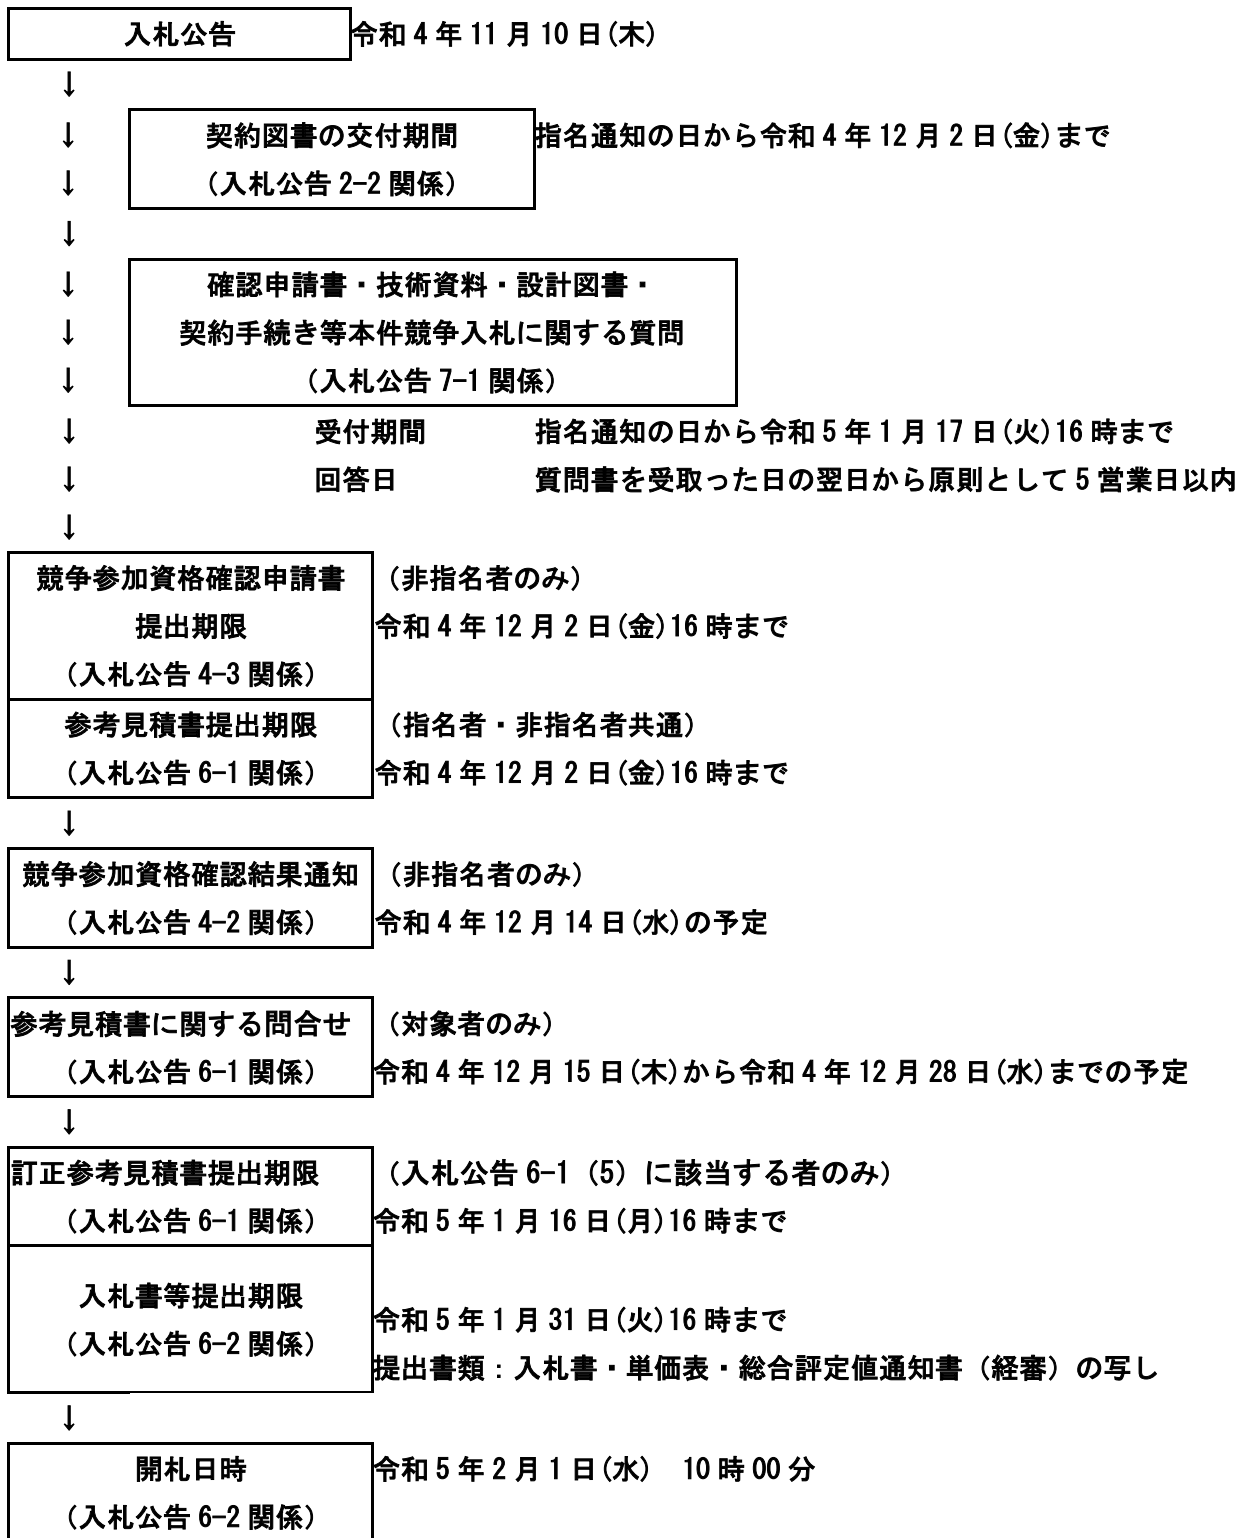 入札公告 令和4年11月10日(木)
↓
↓ 契約図書の交付期間 指名通知の日から令和4年12月2日(金)まで
↓ （入札公告2-2関係）
↓
↓ 確認申請書・技術資料・設計図書・
↓ 契約手続き等本件競争入札に関する質問
↓ （入札公告7-1関係）
↓ 受付期間 指名通知の日から令和5年1月17日(火)16時まで
↓ 回答日 質問書を受取った日の翌日から原則として5営業日以内
↓
競争参加資格確認申請書 （非指名者のみ）
提出期限 令和4年12月2日(金)16時まで
（入札公告4-3関係）
参考見積書提出期限 （指名者・非指名者共通）
（入札公告6-1関係） 令和4年12月2日(金)16時まで
↓
競争参加資格確認結果通知 （非指名者のみ）
（入札公告4-2関係） 令和4年12月14日(水)の予定
↓
参考見積書に関する問合せ （対象者のみ）
（入札公告6-1関係） 令和4年12月15日(木)から令和4年12月28日(水)までの予定
↓
訂正参考見積書提出期限 （入札公告6-1（5）に該当する者のみ）
（入札公告6-1関係） 令和5年1月16日(月)16時まで
入札書等提出期限
（入札公告6-2関係） 令和5年1月31日(火)16時まで
提出書類：入札書・単価表・総合評定値通知書（経審）の写し
↓
開札日時 令和5年2月1日(水) 10時00分
（入札公告6-2関係）